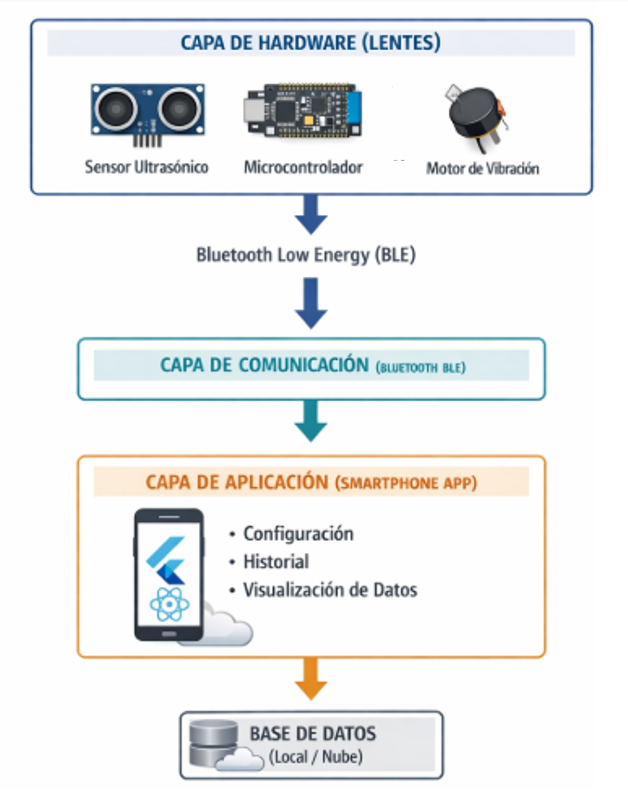 CAPA DE HARDWARE (LENTES)
Sensor Ultrasónico
Microcontrolador
Motor de Vibración
Bluetooth Low Energy (BLE)
CAPA DE COMUNICACIÓN (BLUETOOTH BLE)
CAPA DE APLICACIÓN (SMARTPHONE APP)
• Configuración
• Historial
• Visualización de Datos
BASE DE DATOS
(Local / Nube)